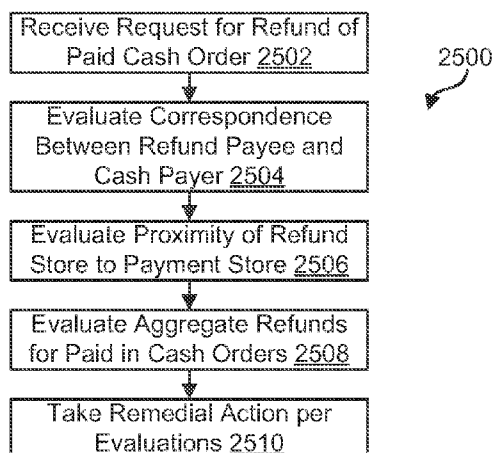 Receive Request for Refund of
Paid Cash Order 2502
2500
Evaluate Correspondence
Between Refund Payee and
Cash Payer 2504
Evaluate Proximity of Refund
Store to Payment Store 2506
Evaluate Aggregate Refunds
for Paid in Cash Orders 2508
Take Remedial Action per
Evaluations 2510